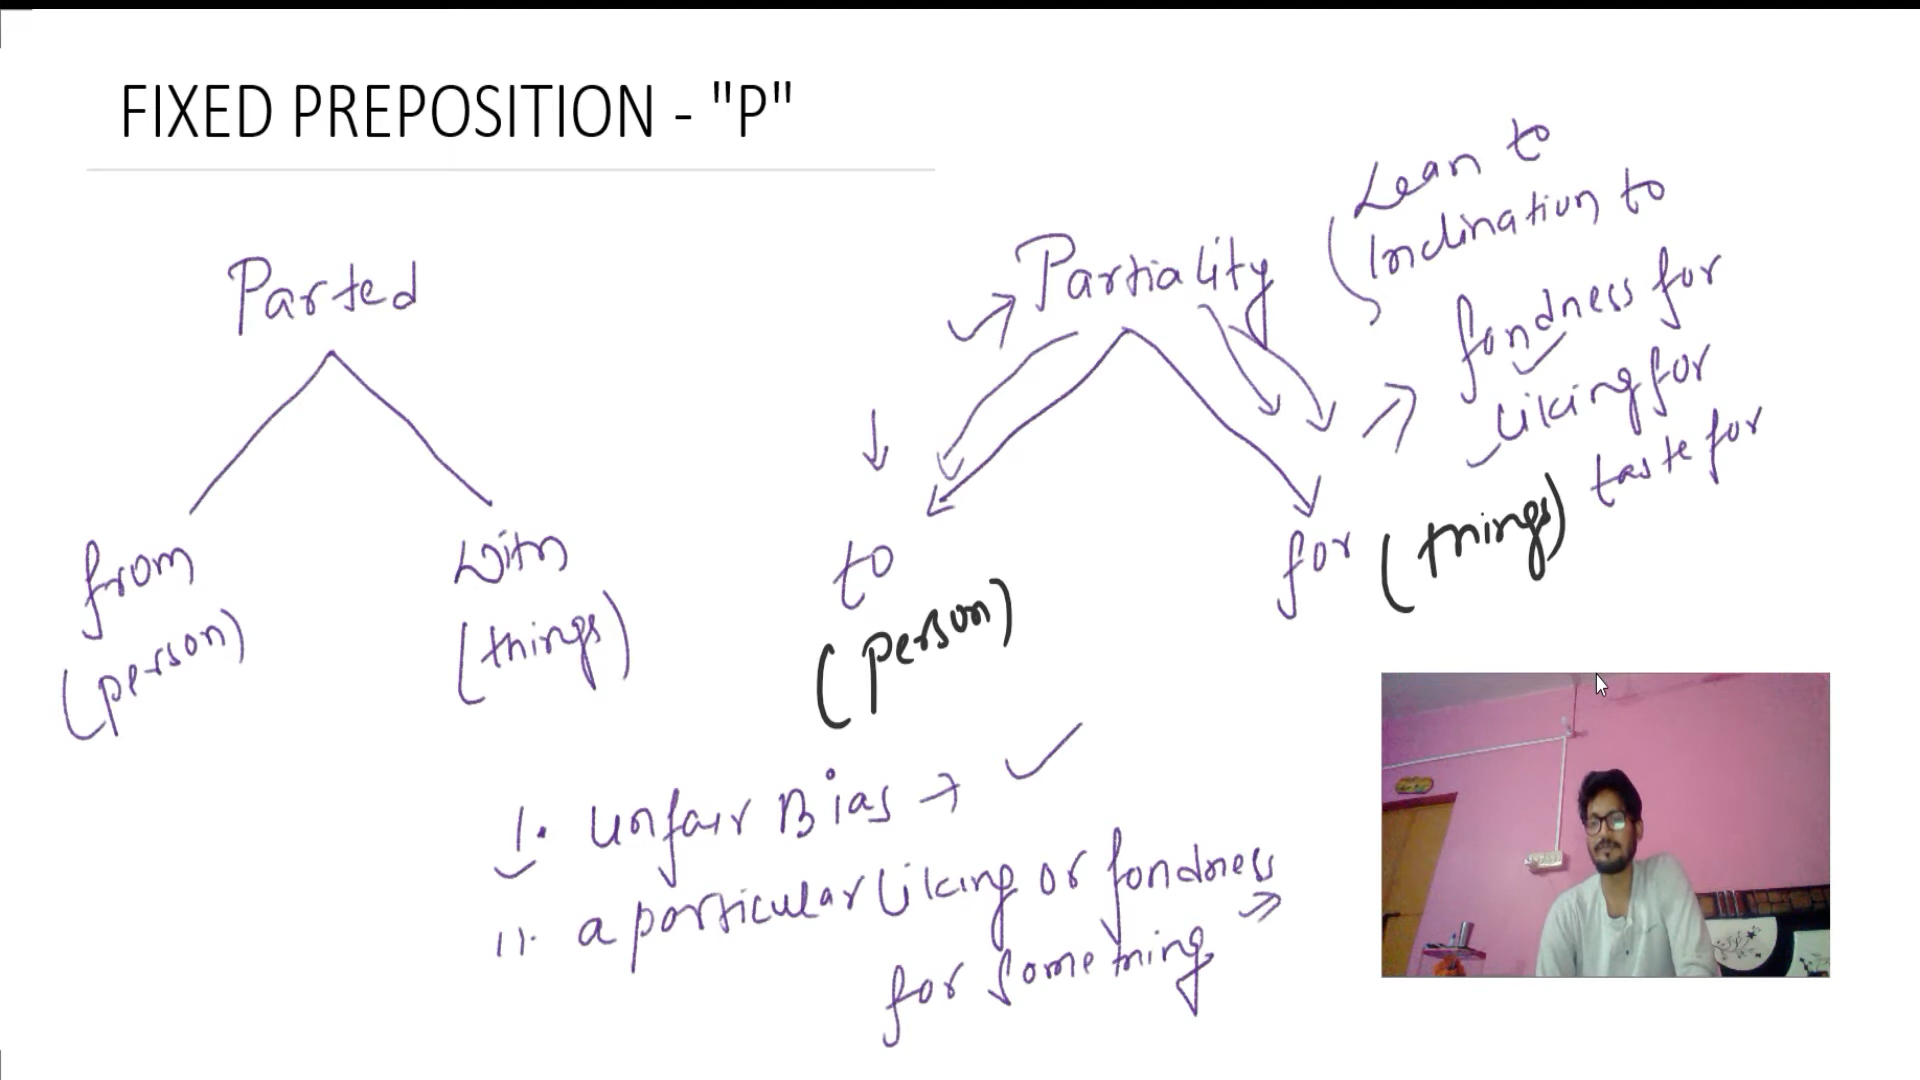 FIXED PREPOSITION - "P"
Parted
from
(person)
with
(things)
Partiality
to
(person)
for (things)
Lean to
Inclination to
fondness for
liking for
taste for
1. unfair Bias →
11. a particular liking or fondness
for something